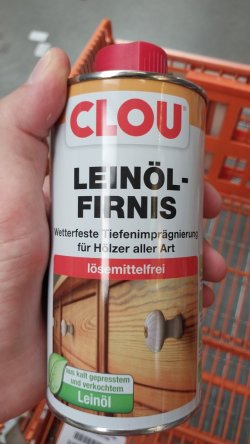 CLOU®
LEINÖL-
FIRNIS
Wetterfeste Tiefenimprägnierung
für Hölzer aller Art
lösemittelfrei
aus kalt gepresstem
und verkochtem
Leinöl